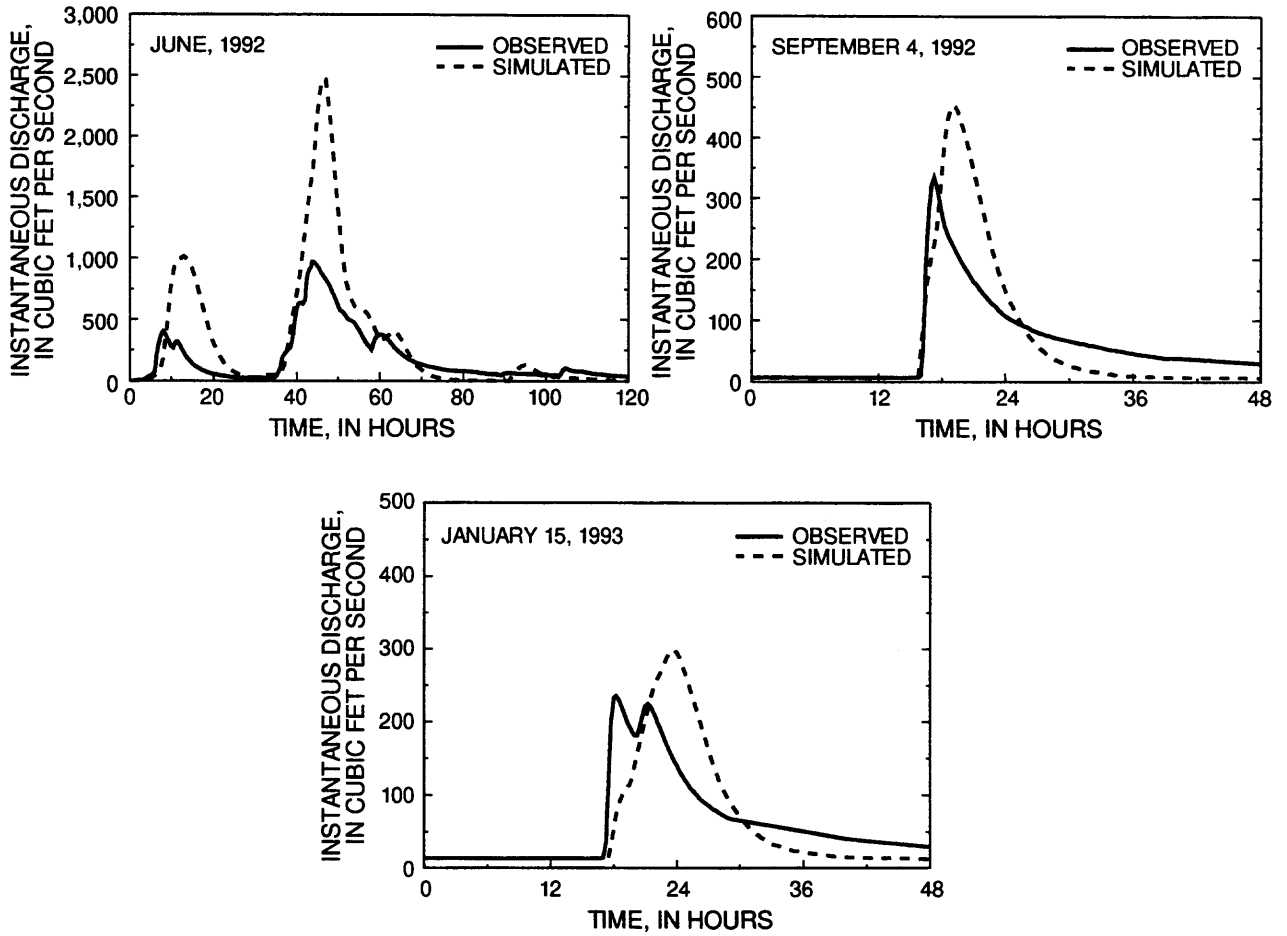 INSTANTANEOUS DISCHARGE,
IN CUBIC FET PER SECOND
3,000
2,500
2,000
1,500
1,000
500
0
JUNE, 1992
OBSERVED
SIMULATED
0 20 40 60 80 100 120
TIME, IN HOURS
INSTANTANEOUS DISCHARGE,
IN CUBIC FET PER SECOND
600
500
400
300
200
100
0
SEPTEMBER 4, 1992
OBSERVED
SIMULATED
0 12 24 36 48
TIME, IN HOURS
INSTANTANEOUS DISCHARGE,
IN CUBIC FET PER SECOND
500
400
300
200
100
0
JANUARY 15, 1993
OBSERVED
SIMULATED
0 12 24 36 48
TIME, IN HOURS